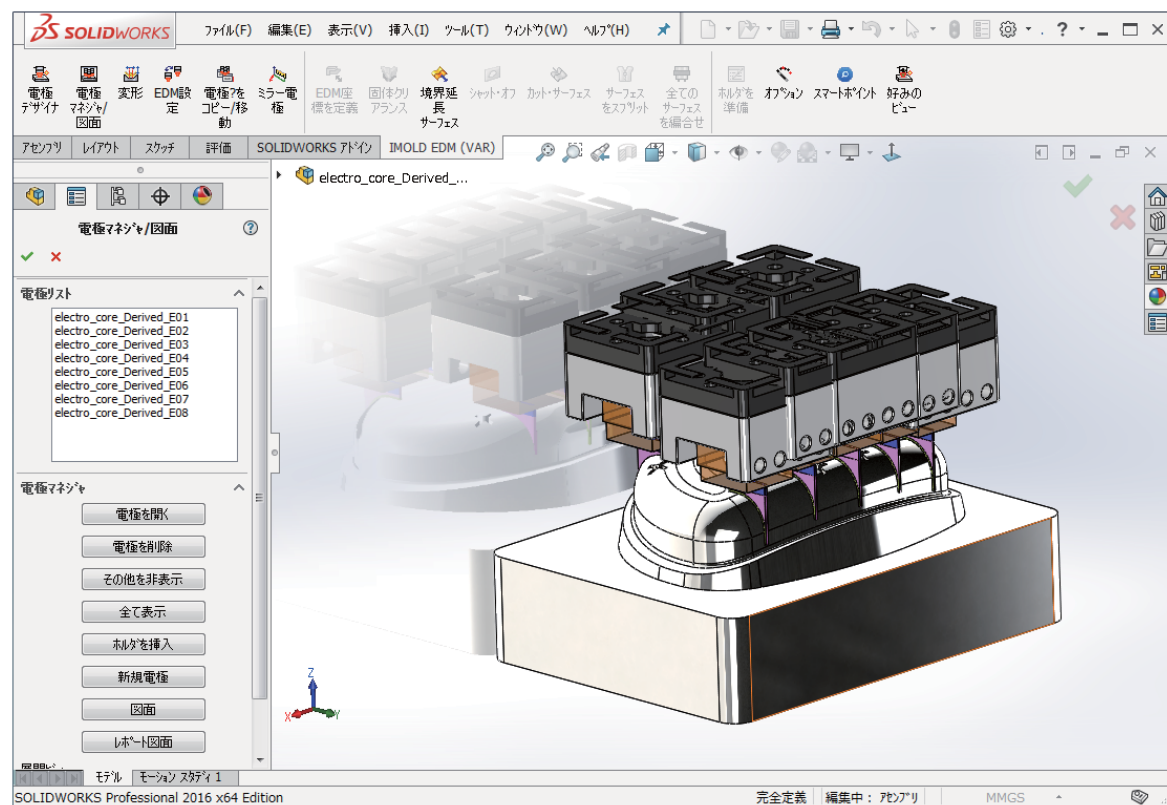 SOLIDWORKS ファイル(F) 編集(E) 表示(V) 挿入(I) ツール(T) ウィンドウ(W) ヘルプ(H)
電極
デザイナ
電極
マネジャ/
図面
変形
EDM設
定
電極?を
コピー/移
動
ミラー電
極
EDM座
標を定義
固体クリ
アランス
境界延
長
サーフェス
シャット・オフ
カット・サーフェス
サーフェス
をスプリット
全ての
サーフェス
を編合せ
ホルダを
準備
オプション
スマートポイント
好みの
ビュー
アセンブリ レイアウト スケッチ 評価 SOLIDWORKS アドイン IMOLD EDM (VAR)
electro_core_Derived_...
電極マネジャ/図面
電極リスト
electro_core_Derived_E01
electro_core_Derived_E02
electro_core_Derived_E03
electro_core_Derived_E04
electro_core_Derived_E05
electro_core_Derived_E06
electro_core_Derived_E07
electro_core_Derived_E08
電極マネジャ
電極を開く
電極を削除
その他を非表示
全て表示
ホルダを挿入
新規電極
図面
レポート図面
Z
X
Y
モデル モーション スタディ 1
SOLIDWORKS Professional 2016 x64 Edition 完全定義 編集中： アセンブリ MMGS